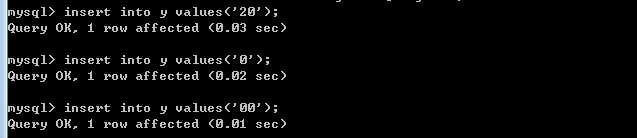 mysql> insert into y values('20');
Query OK, 1 row affected (0.03 sec)
mysql> insert into y values('0');
Query OK, 1 row affected (0.02 sec)
mysql> insert into y values('00');
Query OK, 1 row affected (0.01 sec)